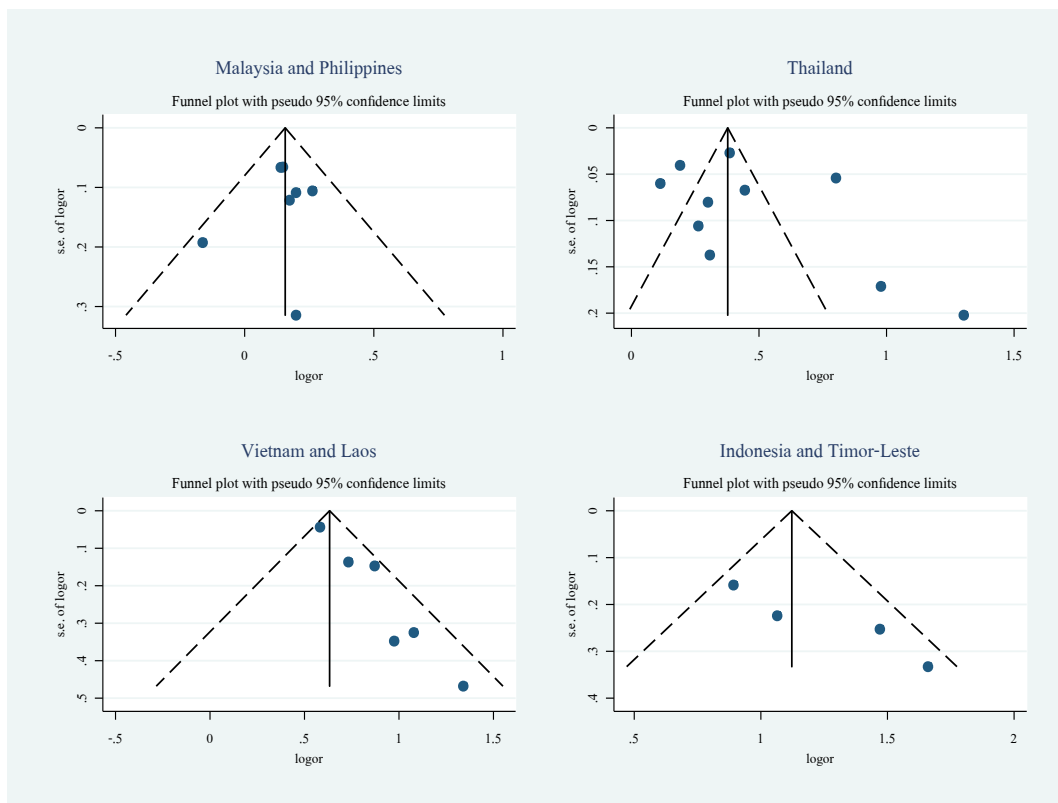 Malaysia and Philippines
Funnel plot with pseudo 95% confidence limits
s.e. of logor
0
.1
.2
.3
-.5
0
.5
1
logor
Thailand
Funnel plot with pseudo 95% confidence limits
s.e. of logor
0
.05
.1
.15
.2
0
.5
1
1.5
logor
Vietnam and Laos
Funnel plot with pseudo 95% confidence limits
s.e. of logor
0
.1
.2
.3
.4
.5
-.5
0
.5
1
1.5
logor
Indonesia and Timor-Leste
Funnel plot with pseudo 95% confidence limits
s.e. of logor
0
.1
.2
.3
.4
.5
1
1.5
2
logor